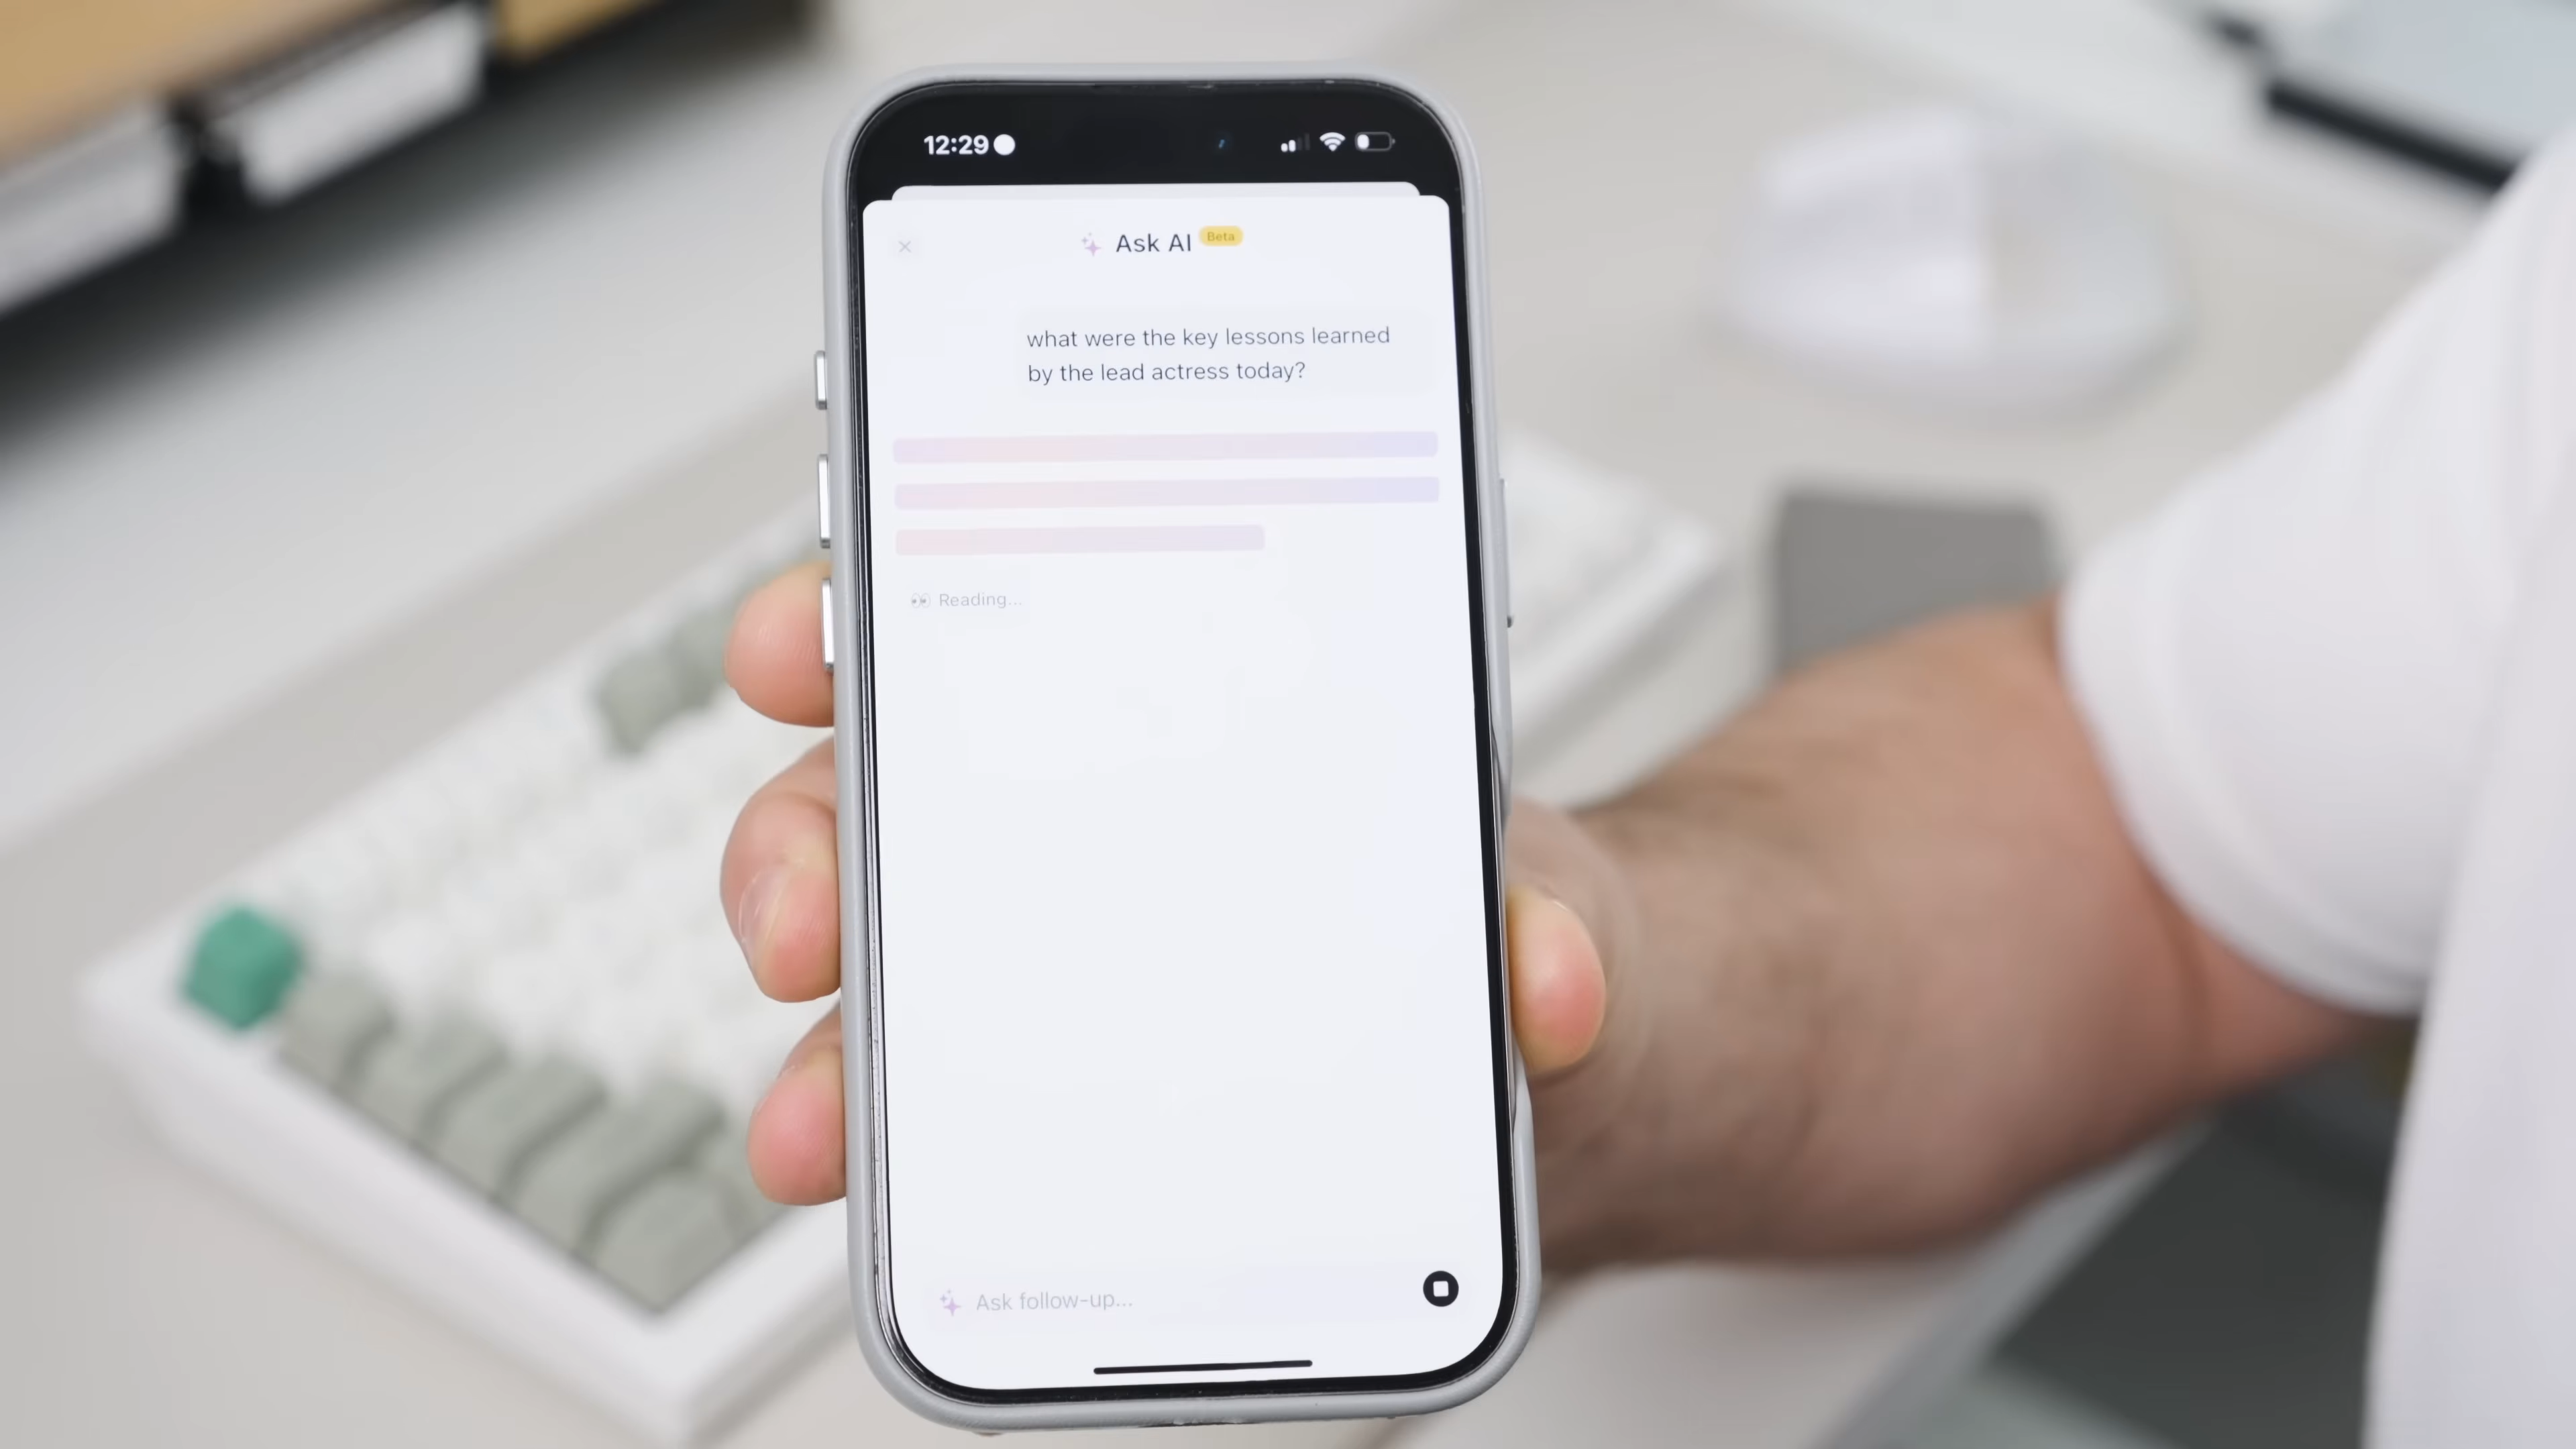 12:29
Ask AI Beta
what were the key lessons learned
by the lead actress today?
Reading...
Ask follow-up...